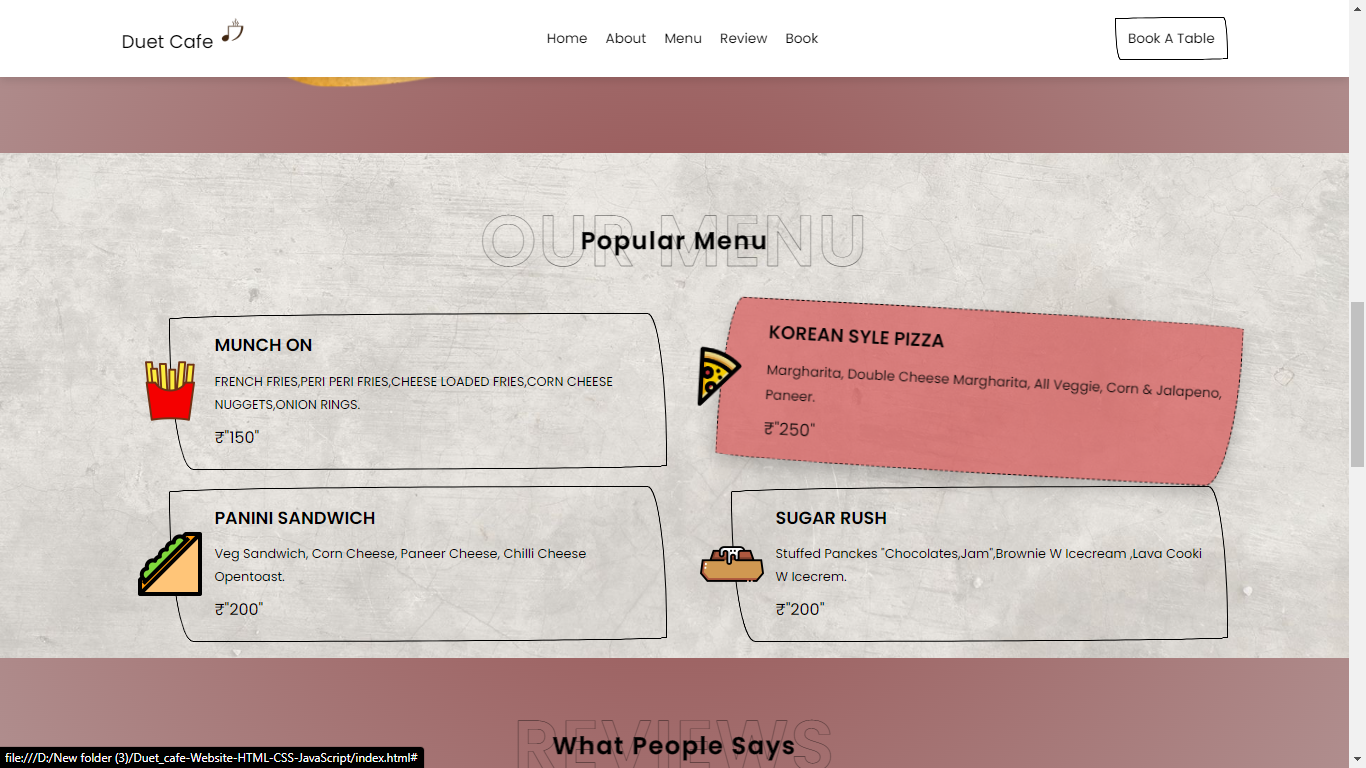 Duet Cafe
Home About Menu Review Book
Book A Table
OUR MENU
Popular Menu
MUNCH ON
FRENCH FRIES,PERI PERI FRIES,CHEESE LOADED FRIES,CORN CHEESE
NUGGETS,ONION RINGS.
₹"150"
KOREAN SYLE PIZZA
Margharita, Double Cheese Margharita, All Veggie, Corn & Jalapeno,
Paneer.
₹"250"
PANINI SANDWICH
Veg Sandwich, Corn Cheese, Paneer Cheese, Chilli Cheese
Opentoast.
₹"200"
SUGAR RUSH
Stuffed Panckes "Chocolates,Jam",Brownie W Icecream ,Lava Cooki
W Icecrem.
₹"200"
REVIEWS
What People Says
file:///D:/New folder (3)/Duet_cafe-Website-HTML-CSS-JavaScript/index.html#